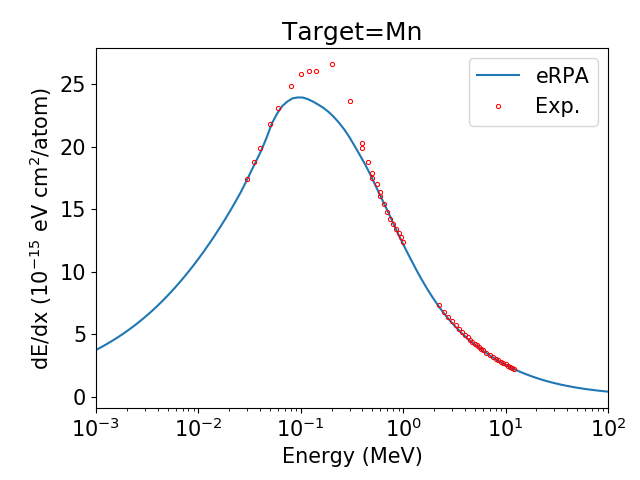 Target=Mn
eRPA
Exp.
dE/dx (10⁻¹⁵ eV cm²/atom)
25
20
15
10
5
0
10⁻³ 10⁻² 10⁻¹ 10⁰ 10¹ 10²
Energy (MeV)